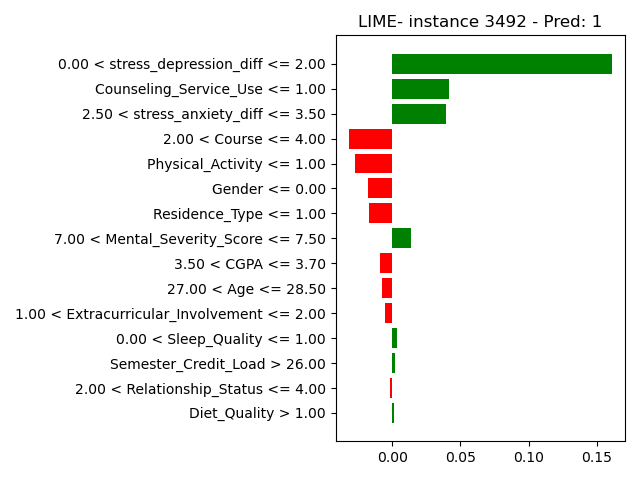 LIME- instance 3492 - Pred: 1
0.00 < stress_depression_diff <= 2.00
Counseling_Service_Use <= 1.00
2.50 < stress_anxiety_diff <= 3.50
2.00 < Course <= 4.00
Physical_Activity <= 1.00
Gender <= 0.00
Residence_Type <= 1.00
7.00 < Mental_Severity_Score <= 7.50
3.50 < CGPA <= 3.70
27.00 < Age <= 28.50
1.00 < Extracurricular_Involvement <= 2.00
0.00 < Sleep_Quality <= 1.00
Semester_Credit_Load > 26.00
2.00 < Relationship_Status <= 4.00
Diet_Quality > 1.00
0.00 0.05 0.10 0.15